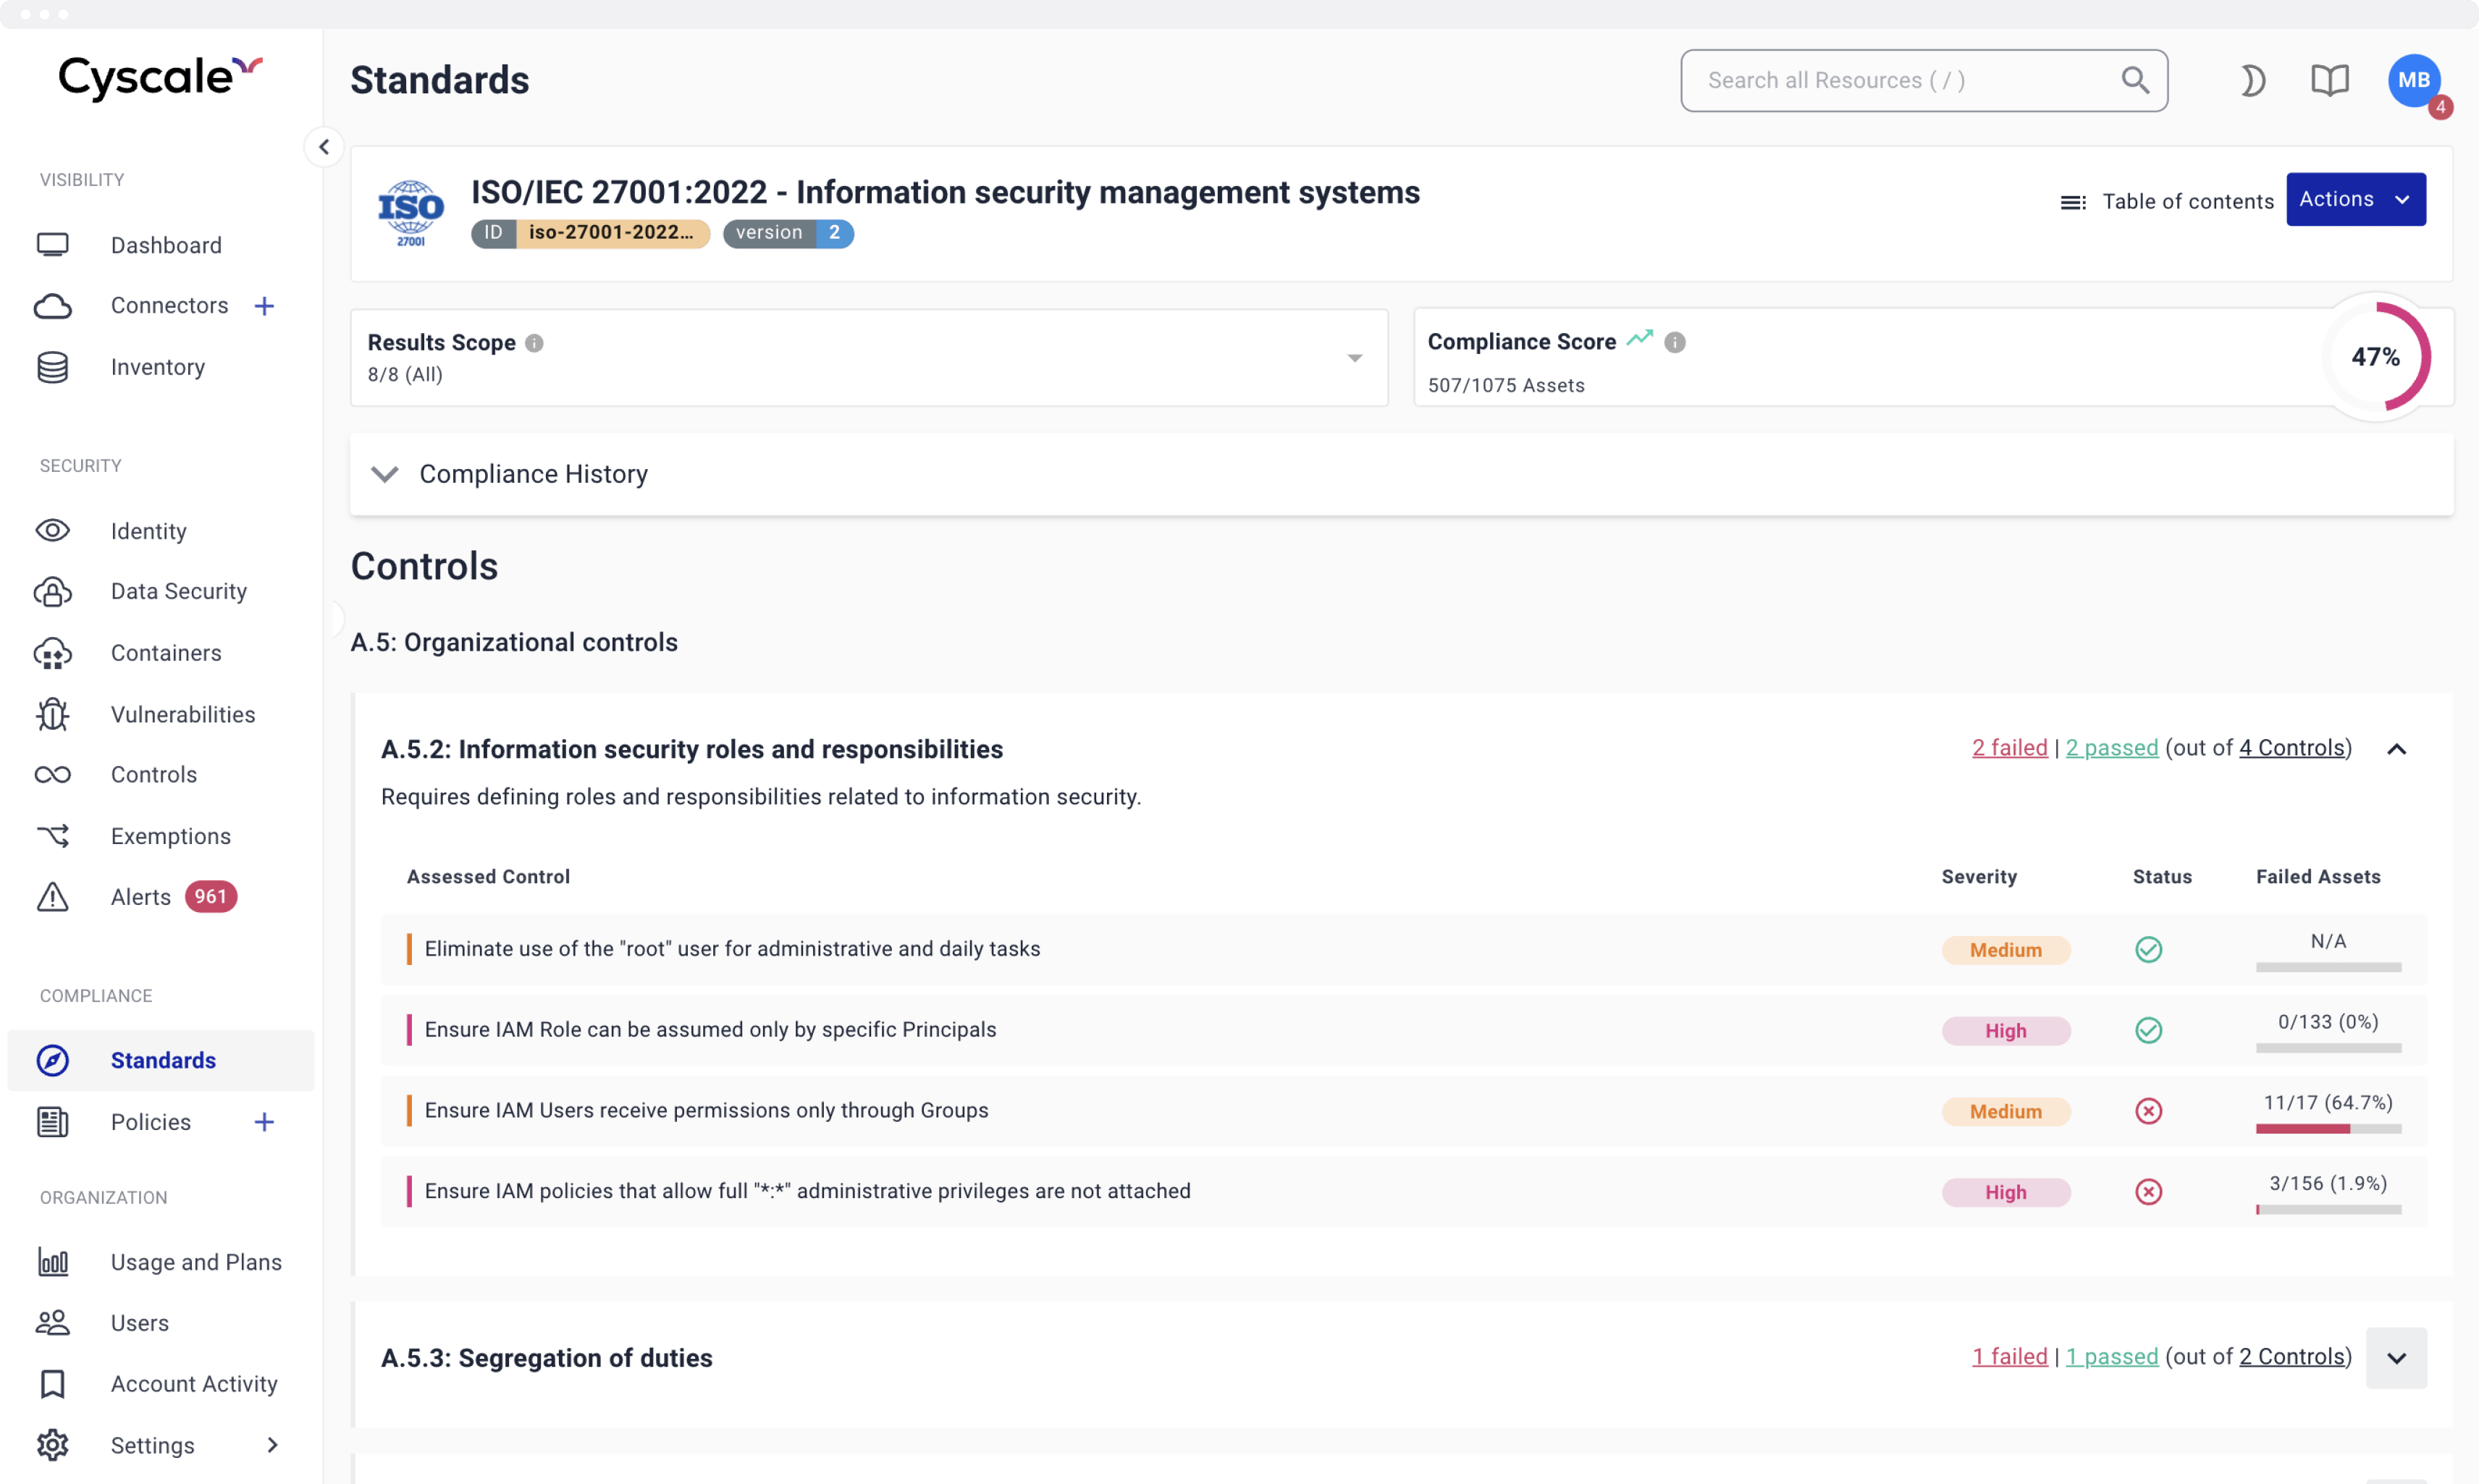 Cyscale
VISIBILITY
Dashboard
Connectors +
Inventory
SECURITY
Identity
Data Security
Containers
Vulnerabilities
Controls
Exemptions
Alerts 961
COMPLIANCE
Standards
Policies +
ORGANIZATION
Usage and Plans
Users
Account Activity
Settings
Standards
Search all Resources ( / )
MB
4
ISO
27001
ISO/IEC 27001:2022 - Information security management systems
ID iso-27001-2022... version 2
Table of contents
Actions
Results Scope
8/8 (All)
Compliance Score
507/1075 Assets
47%
Compliance History
Controls
A.5: Organizational controls
A.5.2: Information security roles and responsibilities
2 failed | 2 passed (out of 4 Controls)
Requires defining roles and responsibilities related to information security.
Assessed Control Severity Status Failed Assets
Eliminate use of the "root" user for administrative and daily tasks Medium N/A
Ensure IAM Role can be assumed only by specific Principals High 0/133 (0%)
Ensure IAM Users receive permissions only through Groups Medium 11/17 (64.7%)
Ensure IAM policies that allow full "*:*" administrative privileges are not attached High 3/156 (1.9%)
A.5.3: Segregation of duties
1 failed | 1 passed (out of 2 Controls)